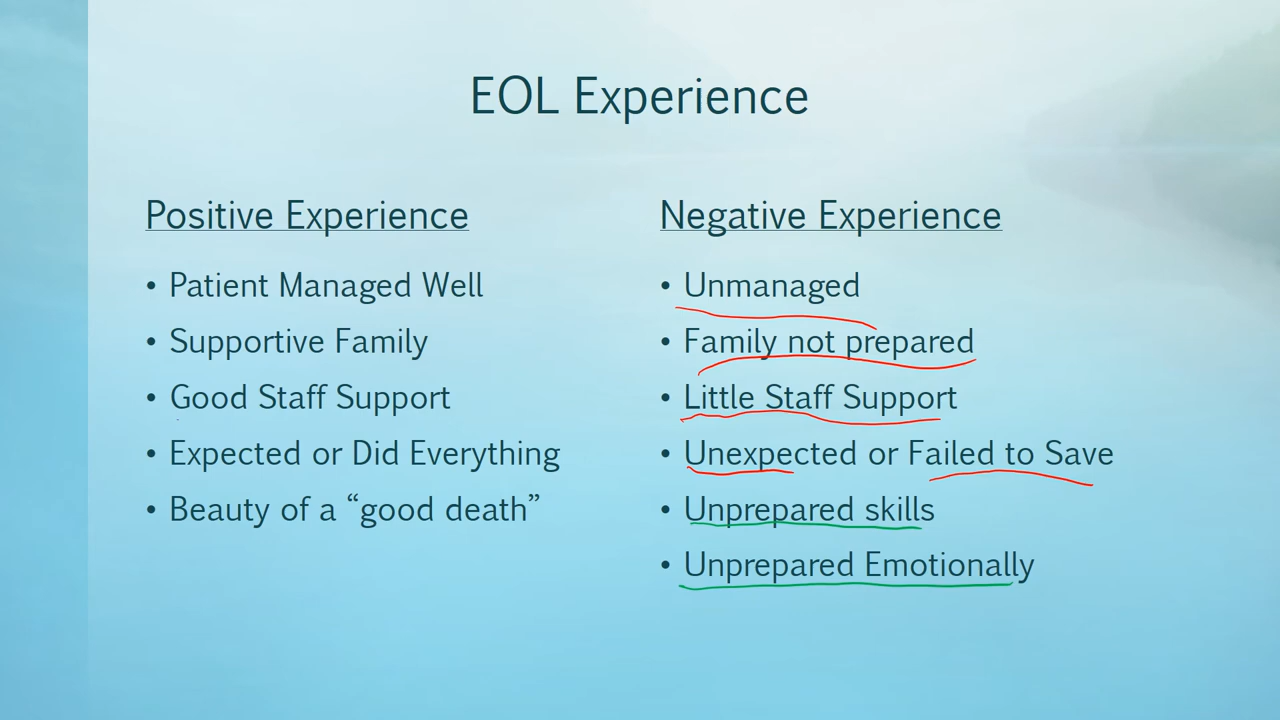 EOL Experience
Positive Experience
• Patient Managed Well
• Supportive Family
• Good Staff Support
• Expected or Did Everything
• Beauty of a “good death”
Negative Experience
• Unmanaged
• Family not prepared
• Little Staff Support
• Unexpected or Failed to Save
• Unprepared skills
• Unprepared Emotionally